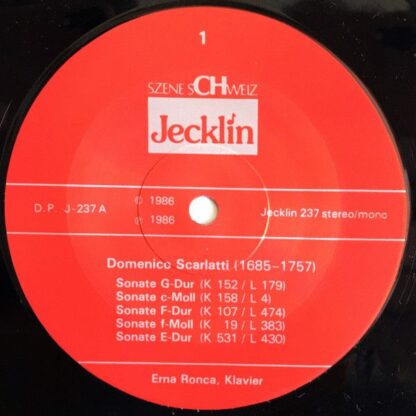 1
SZENE SCHWEIZ
Jecklin
D.P. J-237 A
℗ 1986
© 1986
Jecklin 237 stereo/mono
Domenico Scarlatti (1685-1757)
Sonate G-Dur (K 152 / L 179)
Sonate c-Moll (K 158 / L 4)
Sonate F-Dur (K 107 / L 474)
Sonate f-Moll (K 19 / L 383)
Sonate E-Dur (K 531 / L 430)
Erna Ronca, Klavier